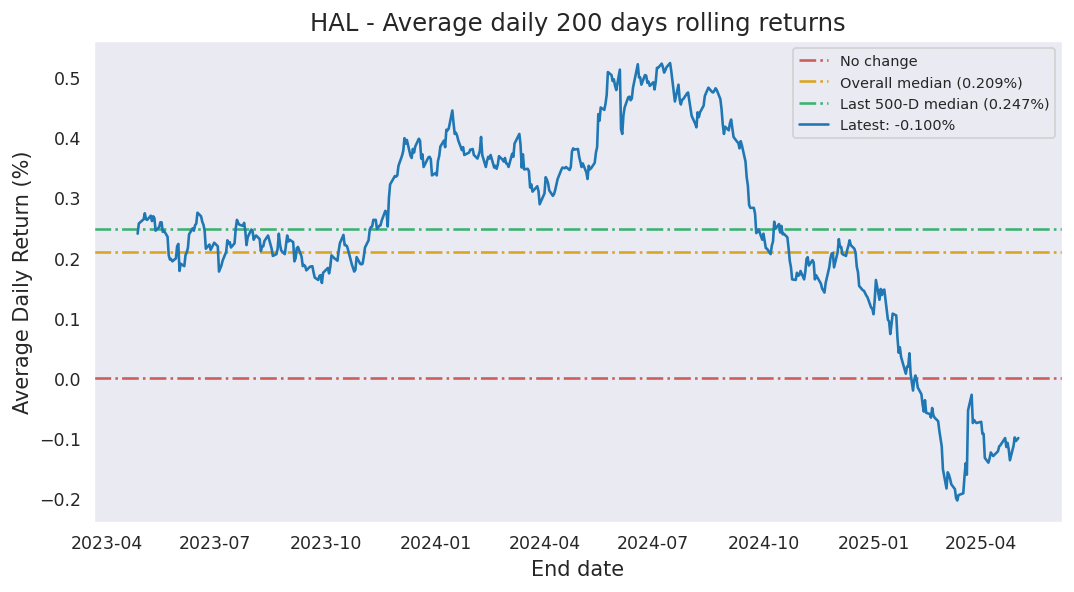 HAL - Average daily 200 days rolling returns
No change
Overall median (0.209%)
Last 500-D median (0.247%)
Latest: -0.100%
Average Daily Return (%)
0.5
0.4
0.3
0.2
0.1
0.0
−0.1
−0.2
2023-04 2023-07 2023-10 2024-01 2024-04 2024-07 2024-10 2025-01 2025-04
End date